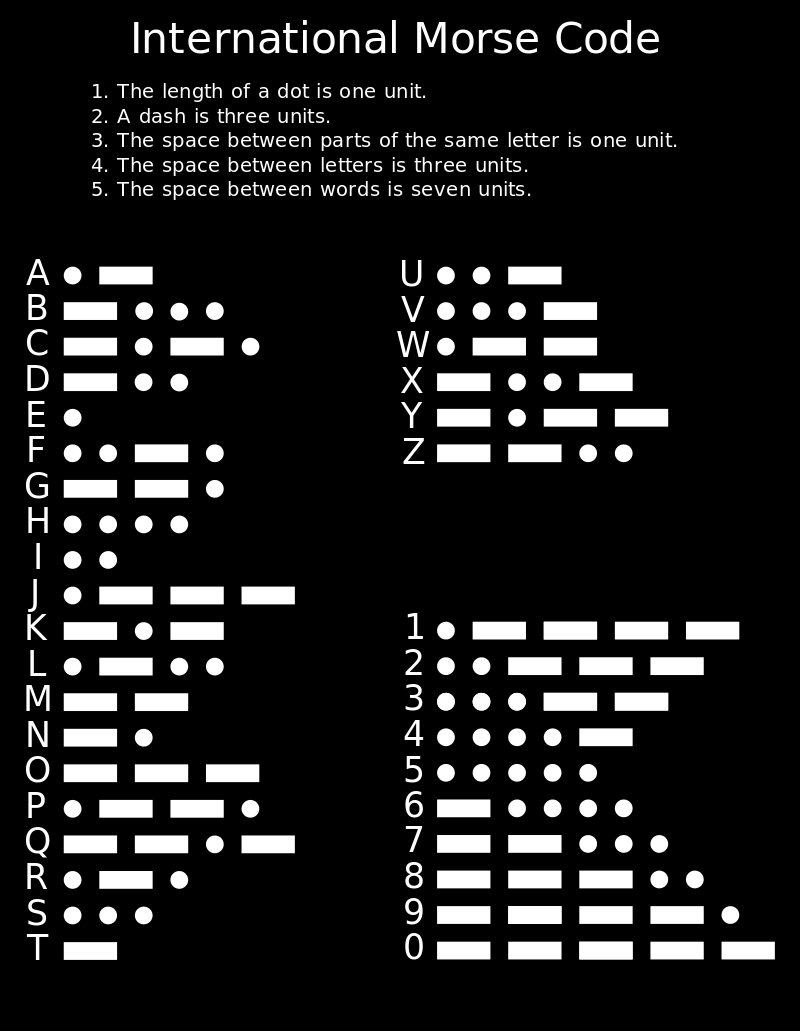 International Morse Code
1. The length of a dot is one unit.
2. A dash is three units.
3. The space between parts of the same letter is one unit.
4. The space between letters is three units.
5. The space between words is seven units.
A
B
C
D
E
F
G
H
I
J
K
L
M
N
O
P
Q
R
S
T
U
V
W
X
Y
Z
1
2
3
4
5
6
7
8
9
0